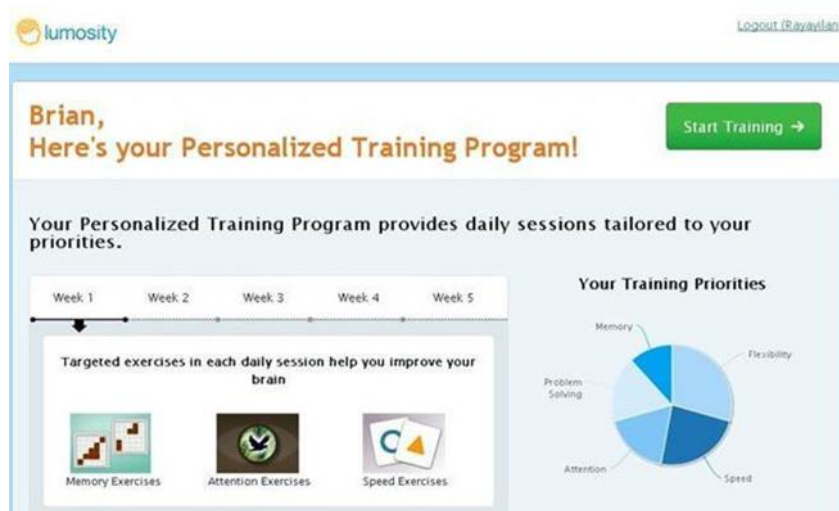 lumosity
Logout (Rayayilan
Brian,
Here's your Personalized Training Program!
Start Training →
Your Personalized Training Program provides daily sessions tailored to your
priorities.
Week 1 Week 2 Week 3 Week 4 Week 5
Targeted exercises in each daily session help you improve your
brain
Memory Exercises Attention Exercises Speed Exercises
Your Training Priorities
Memory
Flexibility
Problem
Solving
Attention
Speed